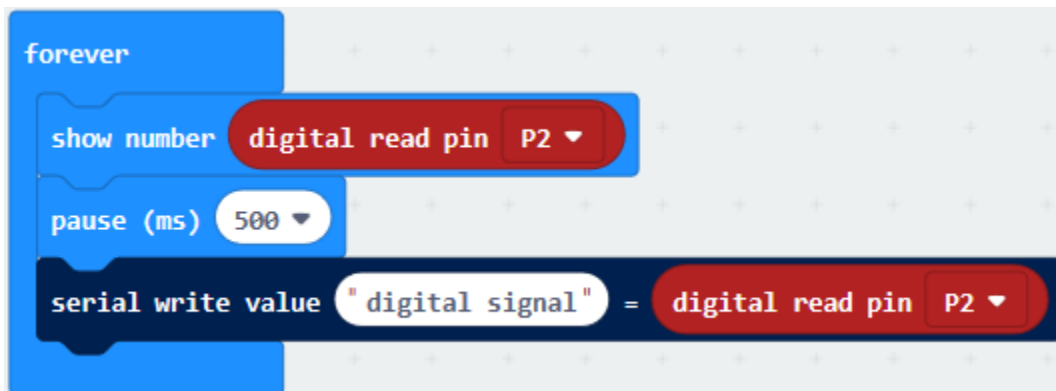 forever
show number digital read pin P2
pause (ms) 500
serial write value "digital signal" = digital read pin P2